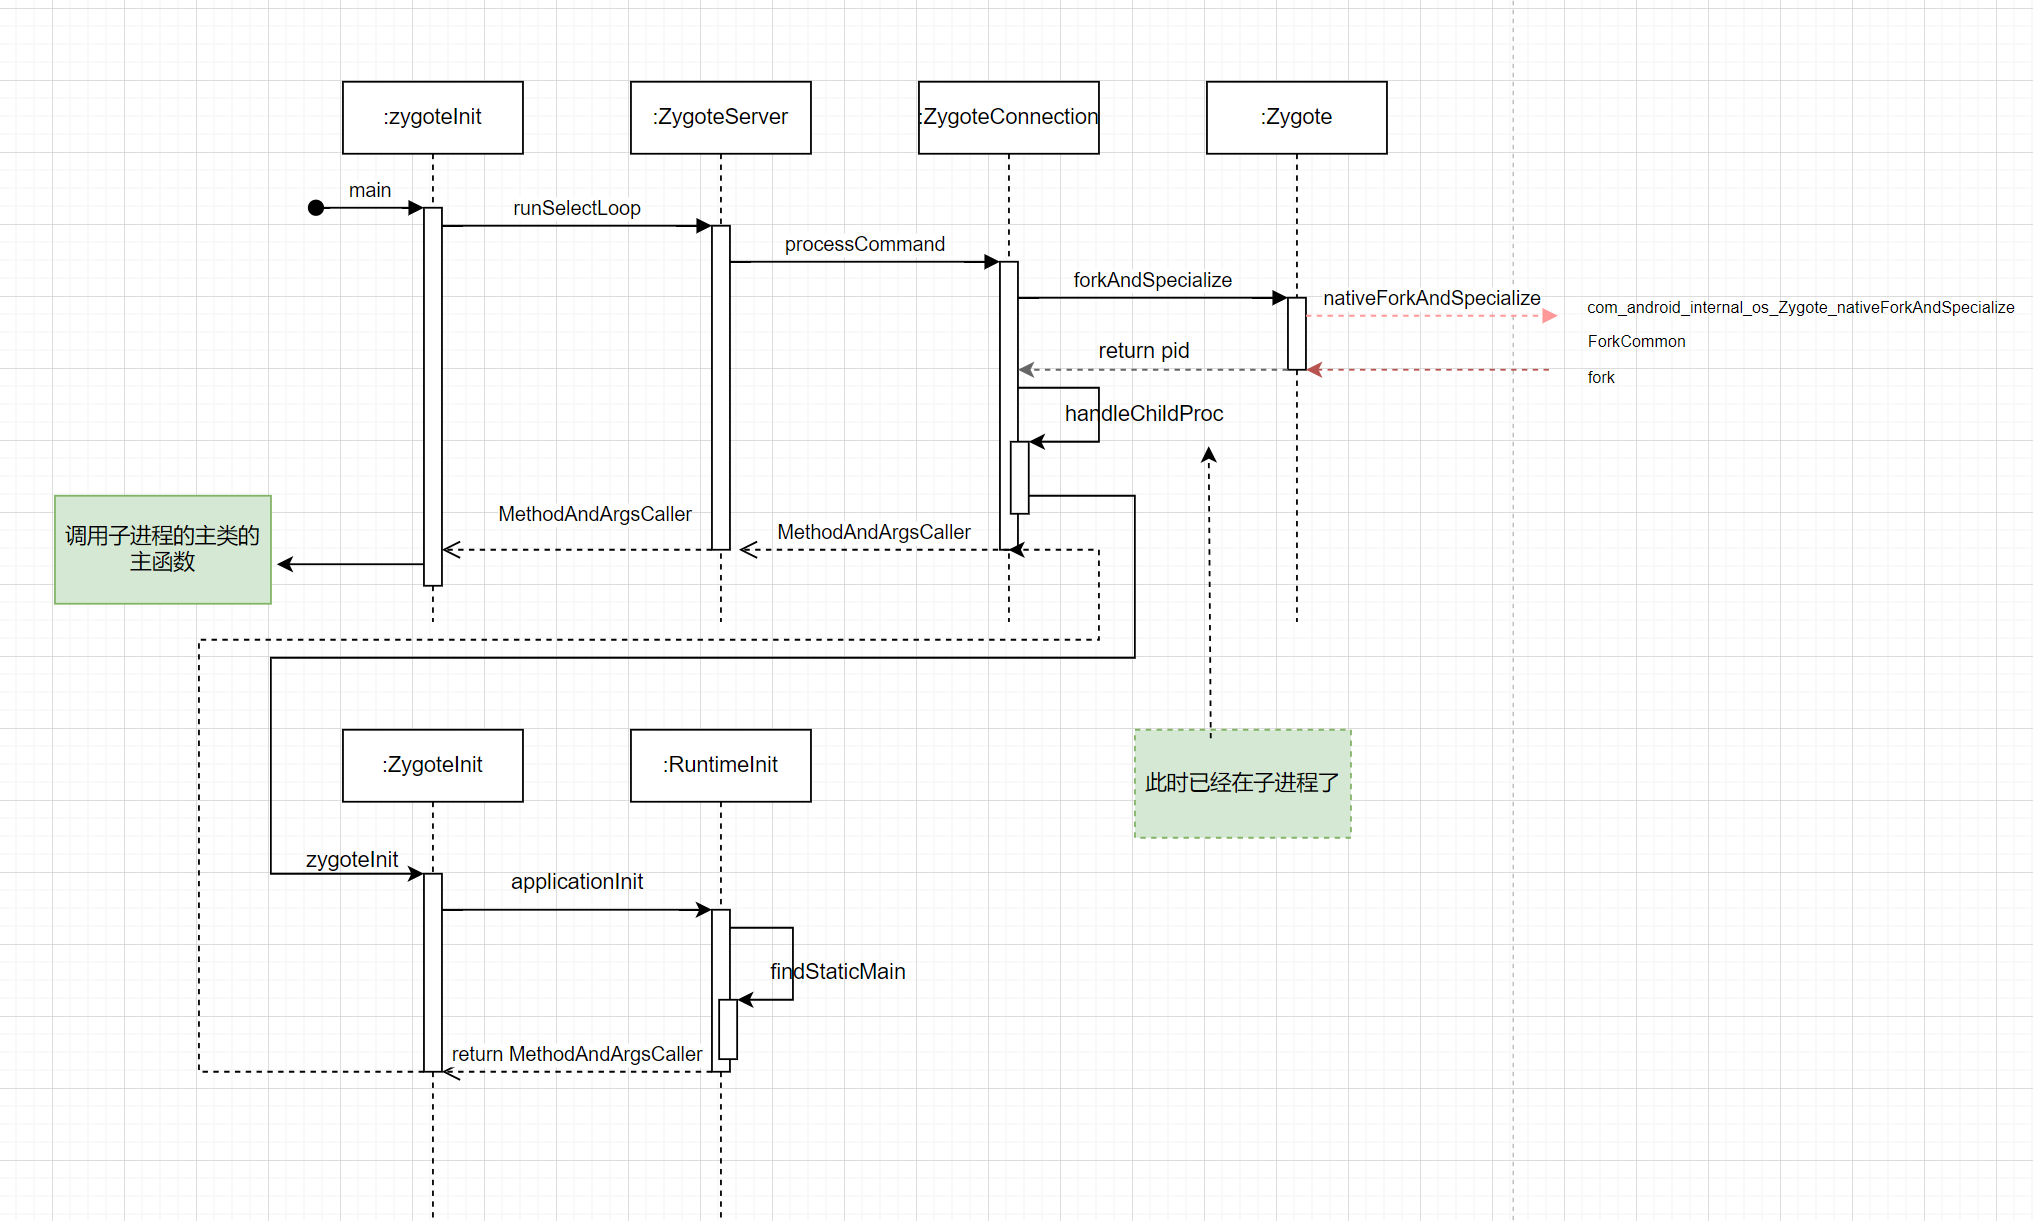 :zygoteInit
:ZygoteServer
:ZygoteConnection
:Zygote
main
runSelectLoop
processCommand
forkAndSpecialize
nativeForkAndSpecialize
com_android_internal_os_Zygote_nativeForkAndSpecialize
ForkCommon
return pid
fork
handleChildProc
MethodAndArgsCaller
MethodAndArgsCaller
调用子进程的主类的
主函数
:ZygoteInit
:RuntimeInit
此时已经在子进程了
zygoteInit
applicationInit
findStaticMain
return MethodAndArgsCaller